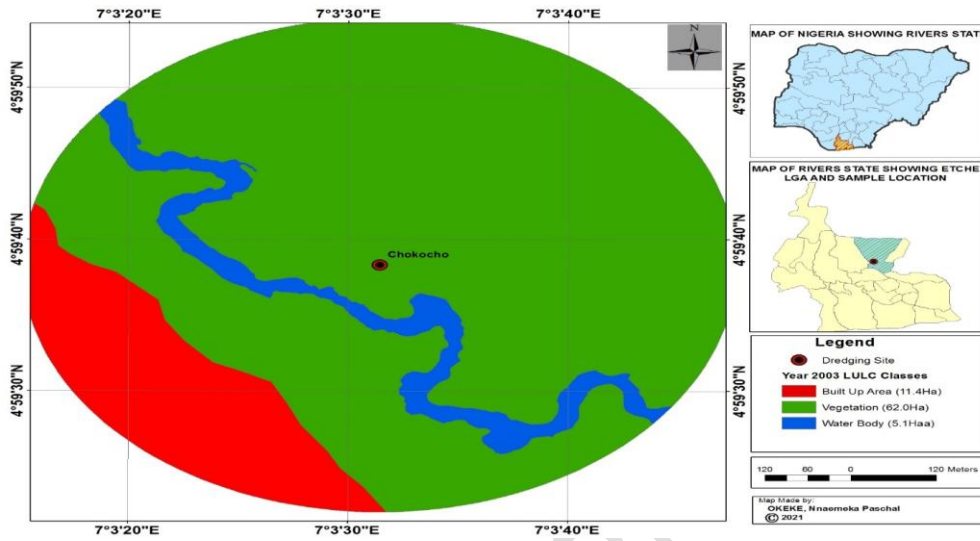 7°3'20"E 7°3'30"E 7°3'40"E
N
4°59'50"N 4°59'50"N
4°59'40"N 4°59'40"N
Chokocho
4°59'30"N 4°59'30"N
7°3'20"E 7°3'30"E 7°3'40"E
MAP OF NIGERIA SHOWING RIVERS STATE
MAP OF RIVERS STATE SHOWING ETCHE
LGA AND SAMPLE LOCATION
Legend
Dredging Site
Year 2003 LULC Classes
Built Up Area (11.4Ha)
Vegetation (62.0Ha)
Water Body (5.1Haa)
120 60 0 120 Meters
Map Made by:
OKEKE, Nnaemeka Paschal
© 2021